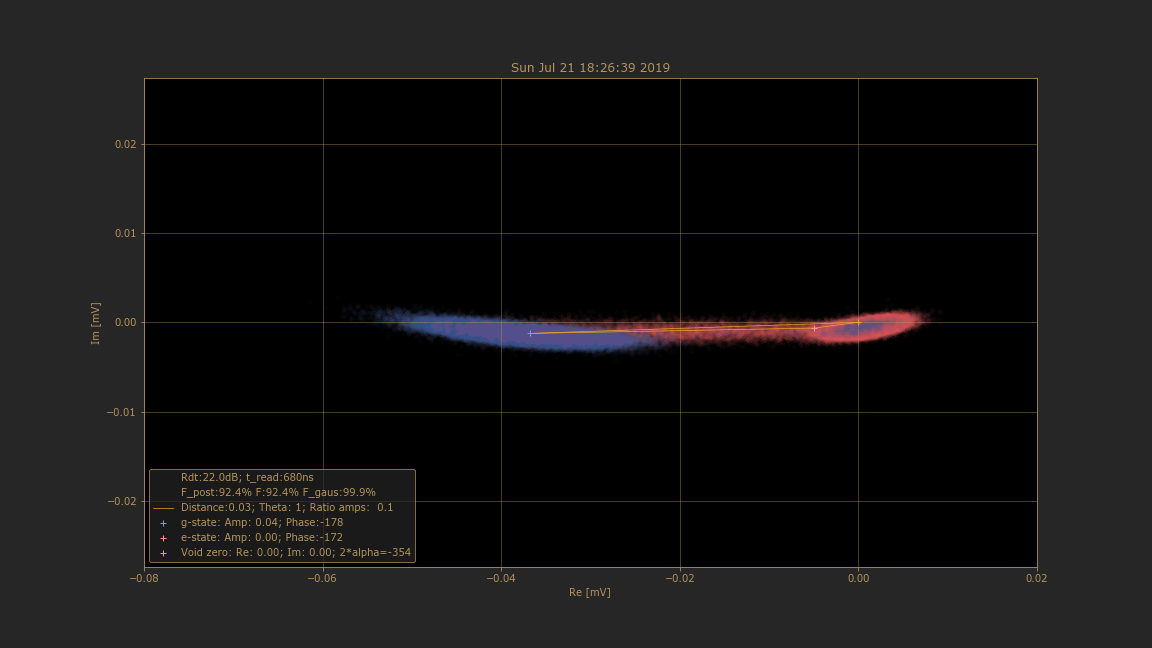 Sun Jul 21 18:26:39 2019
0.02
0.01
0.00
−0.01
−0.02
Im [mV]
Rdt:22.0dB; t_read:680ns
F_post:92.4% F:92.4% F_gaus:99.9%
Distance:0.03; Theta: 1; Ratio amps:  0.1
g-state: Amp: 0.04; Phase:-178
e-state: Amp: 0.00; Phase:-172
Void zero: Re: 0.00; Im: 0.00; 2*alpha=-354
−0.08
−0.06
−0.04
−0.02
0.00
0.02
Re [mV]